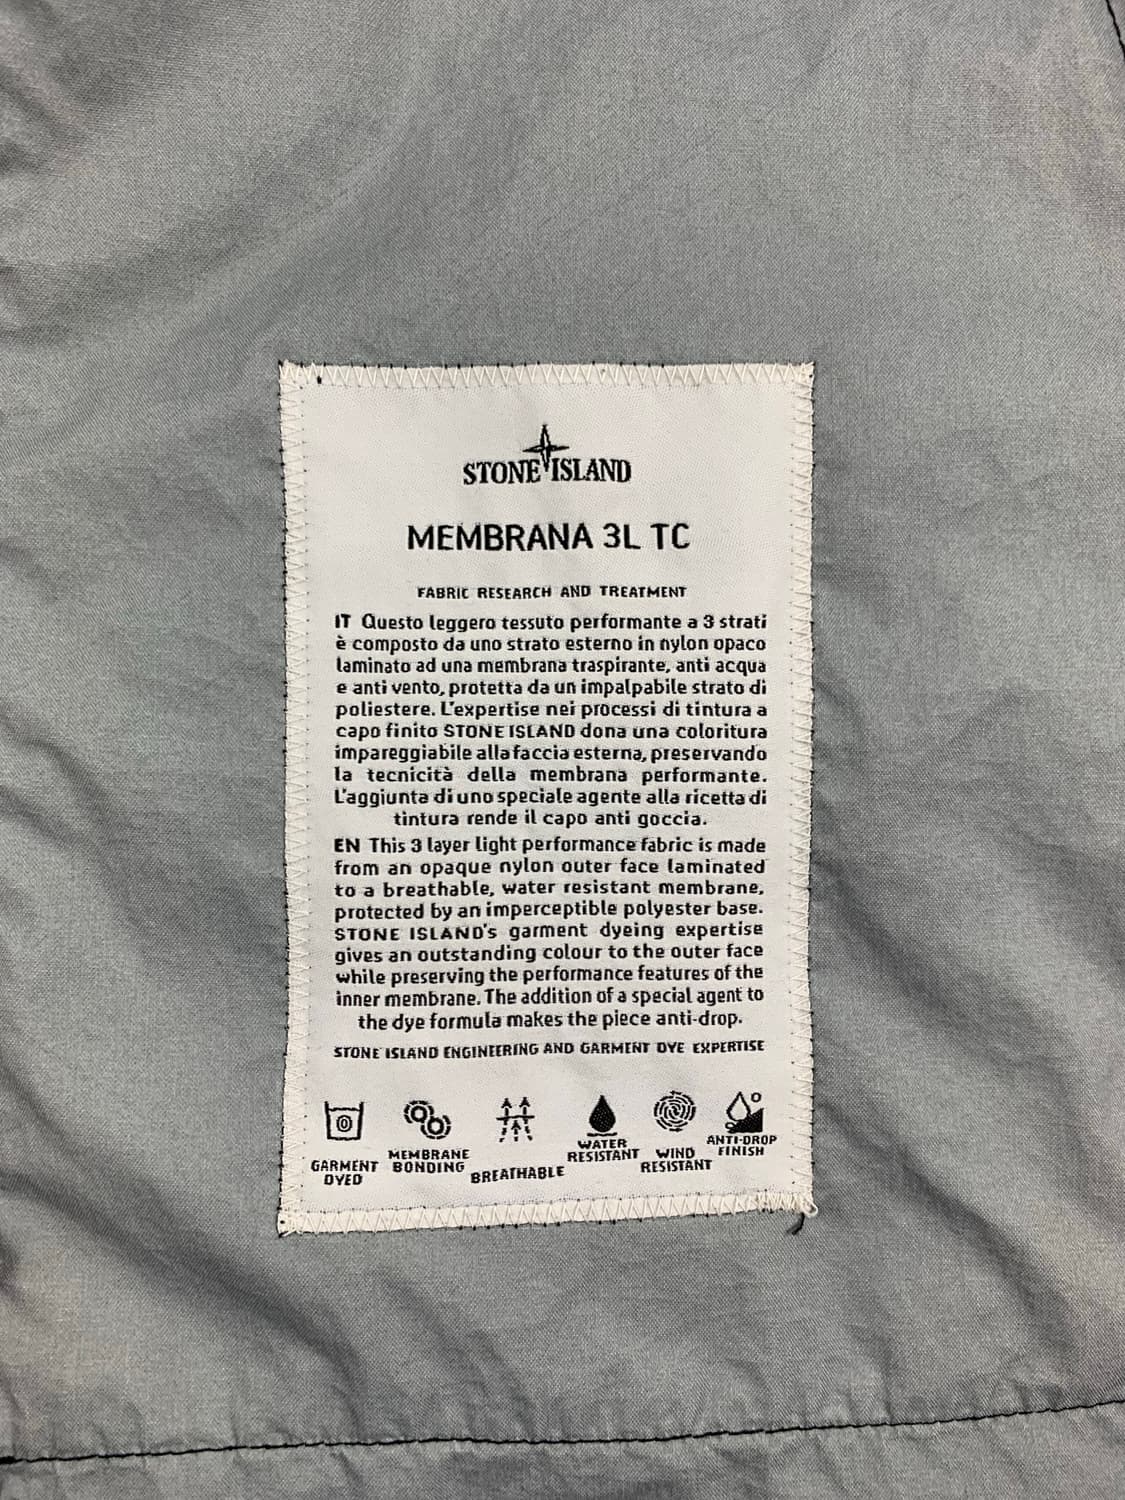 STONE ISLAND
MEMBRANA 3L TC
FABRIC RESEARCH AND TREATMENT
IT Questo leggero tessuto performante a 3 strati
è composto da uno strato esterno in nylon opaco
laminato ad una membrana traspirante, anti acqua
e anti vento, protetta da un impalpabile strato di
poliestere. L'expertise nei processi di tintura a
capo finito STONE ISLAND dona una coloritura
impareggiabile alla faccia esterna, preservando
la tecnicità della membrana performante.
L'aggiunta di uno speciale agente alla ricetta di
tintura rende il capo anti goccia.
EN This 3 layer light performance fabric is made
from an opaque nylon outer face laminated
to a breathable, water resistant membrane,
protected by an imperceptible polyester base.
STONE ISLAND's garment dyeing expertise
gives an outstanding colour to the outer face
while preserving the performance features of the
inner membrane. The addition of a special agent to
the dye formula makes the piece anti-drop.
STONE ISLAND ENGINEERING AND GARMENT DYE EXPERTISE
GARMENT
DYED
MEMBRANE
BONDING
BREATHABLE
WATER
RESISTANT
WIND
RESISTANT
ANTI-DROP
FINISH